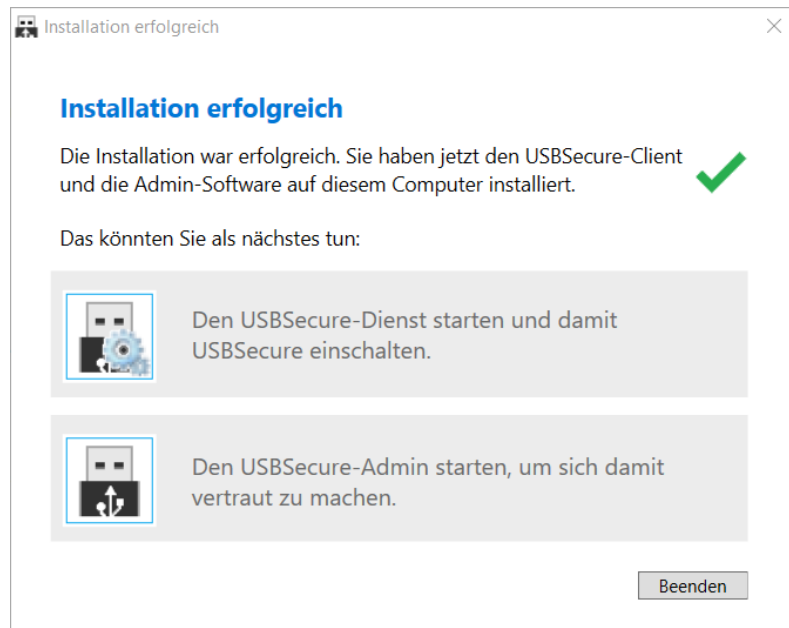 Installation erfolgreich
Installation erfolgreich
Die Installation war erfolgreich. Sie haben jetzt den USBSecure-Client
und die Admin-Software auf diesem Computer installiert.
Das könnten Sie als nächstes tun:
Den USBSecure-Dienst starten und damit
USBSecure einschalten.
Den USBSecure-Admin starten, um sich damit
vertraut zu machen.
Beenden